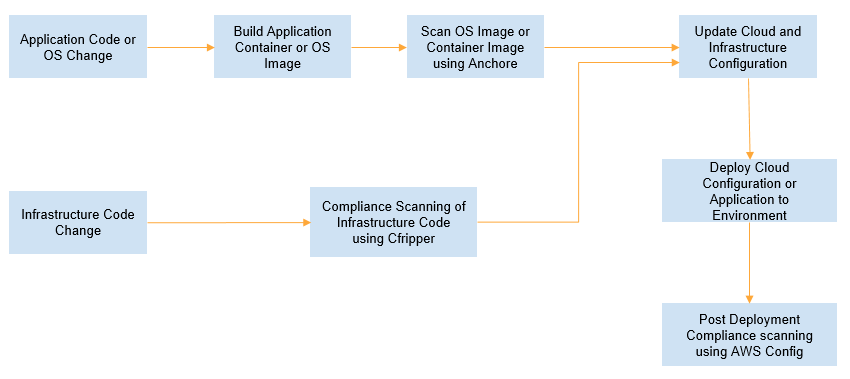 Application Code or
OS Change
Build Application
Container or OS
Image
Scan OS Image or
Container Image
using Anchore
Update Cloud and
Infrastructure
Configuration
Infrastructure Code
Change
Compliance Scanning of
Infrastructure Code
using Cfripper
Deploy Cloud
Configuration or
Application to
Environment
Post Deployment
Compliance scanning
using AWS Config